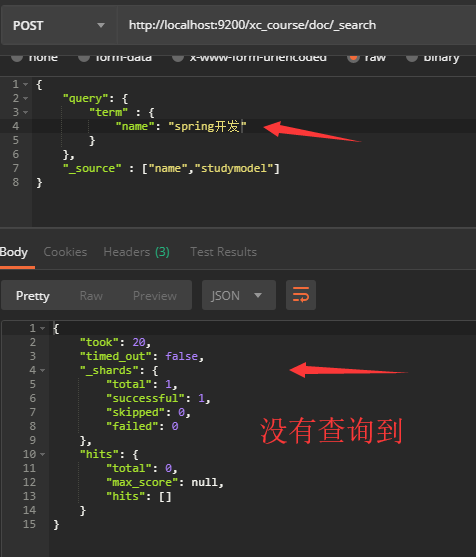 POST http://localhost:9200/xc_course/doc/_search
none form-data x-www-form-urlencoded raw binary
1 {
2 "query": {
3 "term" : {
4 "name": "spring开发"
5 }
6 },
7 "_source" : ["name","studymodel"]
8 }
Body Cookies Headers (3) Test Results
Pretty Raw Preview JSON
1 {
2 "took": 20,
3 "timed_out": false,
4 "_shards": {
5 "total": 1,
6 "successful": 1,
7 "skipped": 0,
8 "failed": 0
9 },
10 "hits": {
11 "total": 0,
12 "max_score": null,
13 "hits": []
14 }
15 }
没有查询到